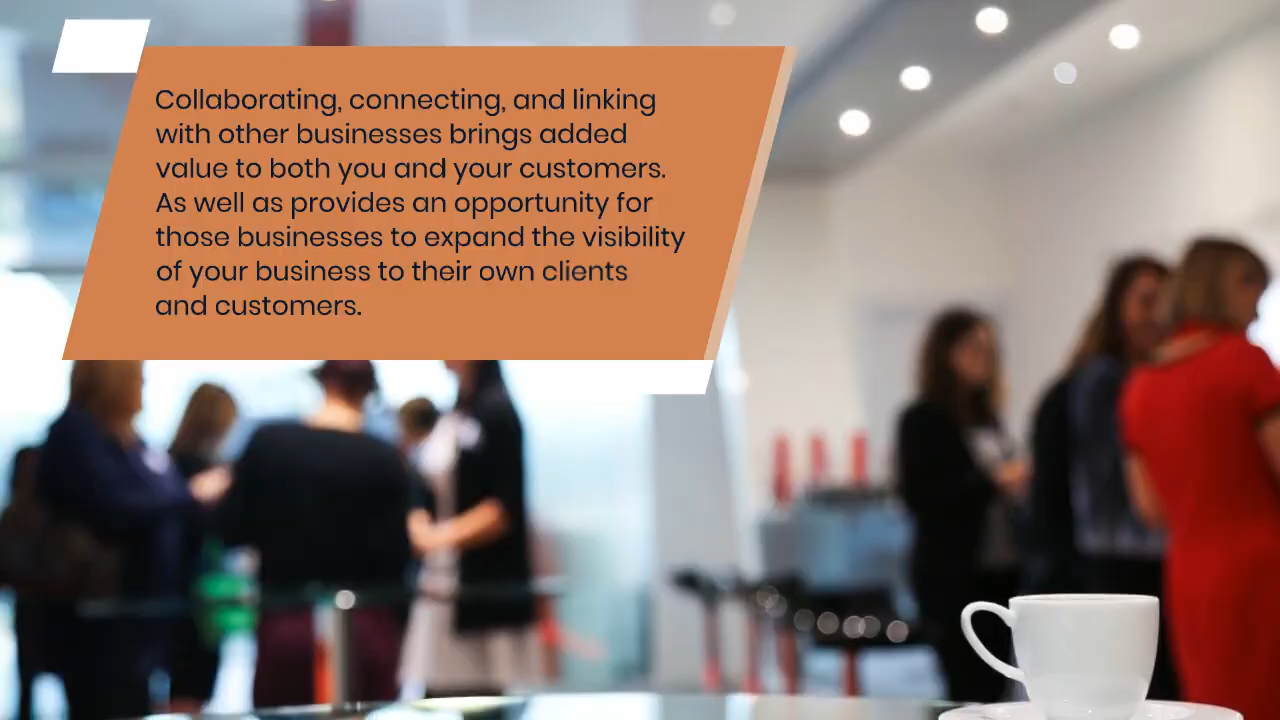 Collaborating, connecting, and linking
with other businesses brings added
value to both you and your customers.
As well as provides an opportunity for
those businesses to expand the visibility
of your business to their own clients
and customers.